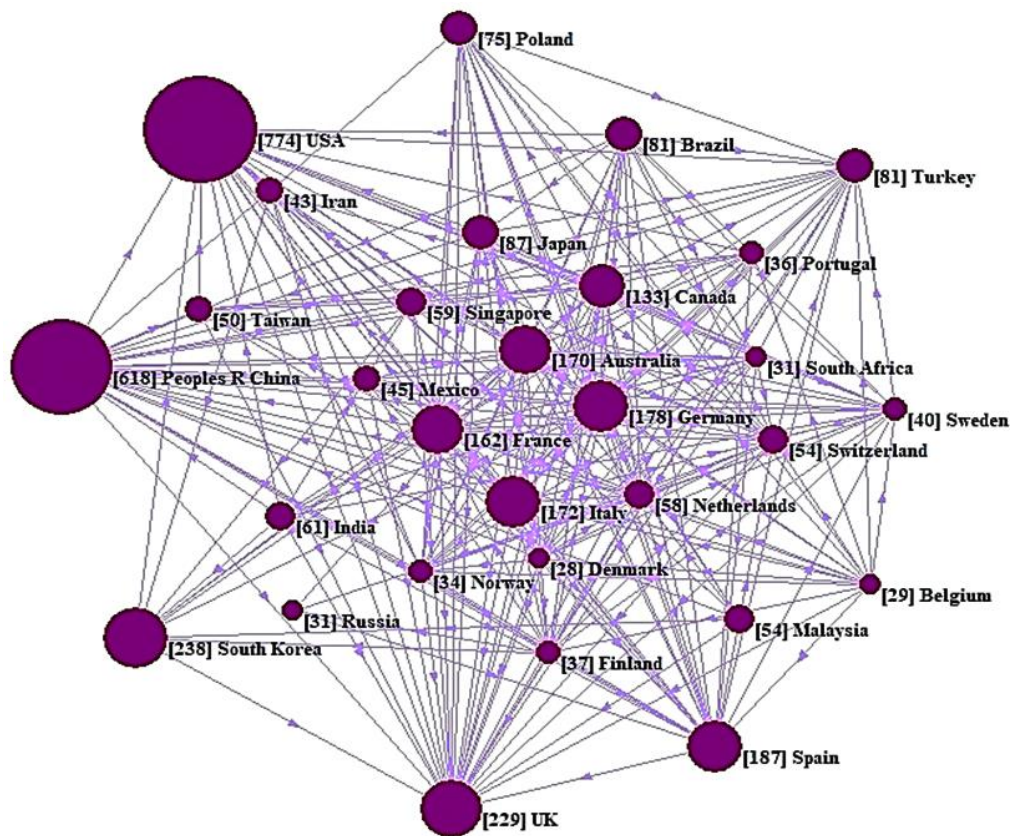 [75] Poland
[774] USA
[81] Brazil
[81] Turkey
[43] Iran
[87] Japan
[36] Portugal
[133] Canada
[59] Singapore
[50] Taiwan
[170] Australia
[31] South Africa
[618] Peoples R China
[45] Mexico
[178] Germany
[40] Sweden
[162] France
[54] Switzerland
[58] Netherlands
[172] Italy
[61] India
[28] Denmark
[34] Norway
[29] Belgium
[31] Russia
[54] Malaysia
[238] South Korea
[37] Finland
[187] Spain
[229] UK